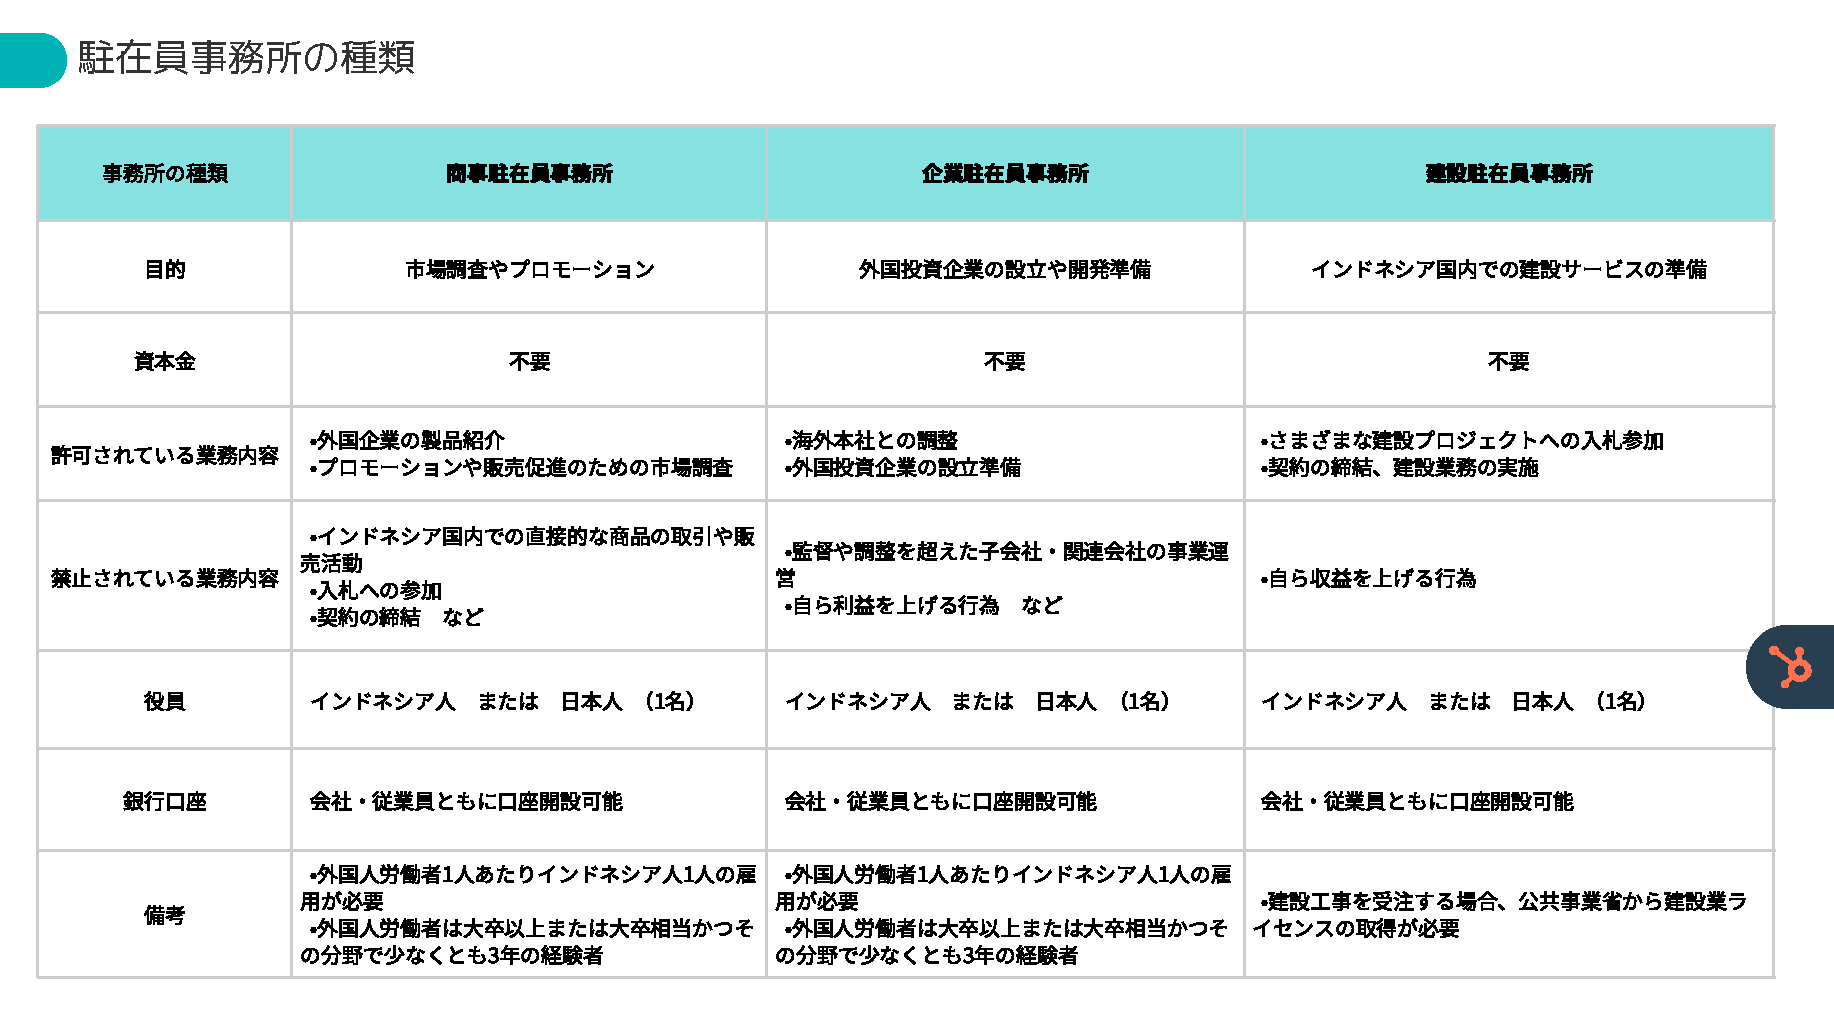 駐在員事務所の種類
事務所の種類
商事駐在員事務所
企業駐在員事務所
建設駐在員事務所
目的
市場調査やプロモーション
外国投資企業の設立や開発準備
インドネシア国内での建設サービスの準備
資本金
不要
不要
不要
許可されている業務内容
•外国企業の製品紹介
•プロモーションや販売促進のための市場調査
•海外本社との調整
•外国投資企業の設立準備
•さまざまな建設プロジェクトへの入札参加
•契約の締結、建設業務の実施
禁止されている業務内容
•インドネシア国内での直接的な商品の取引や販
売活動
•入札への参加
•契約の締結　など
•監督や調整を超えた子会社・関連会社の事業運
営
•自ら利益を上げる行為　など
•自ら収益を上げる行為
役員
インドネシア人　または　日本人　（1名）
インドネシア人　または　日本人　（1名）
インドネシア人　または　日本人　（1名）
銀行口座
会社・従業員ともに口座開設可能
会社・従業員ともに口座開設可能
会社・従業員ともに口座開設可能
備考
•外国人労働者1人あたりインドネシア人1人の雇
用が必要
•外国人労働者は大卒以上または大卒相当かつそ
の分野で少なくとも3年の経験者
•外国人労働者1人あたりインドネシア人1人の雇
用が必要
•外国人労働者は大卒以上または大卒相当かつそ
の分野で少なくとも3年の経験者
•建設工事を受注する場合、公共事業省から建設業ラ
イセンスの取得が必要